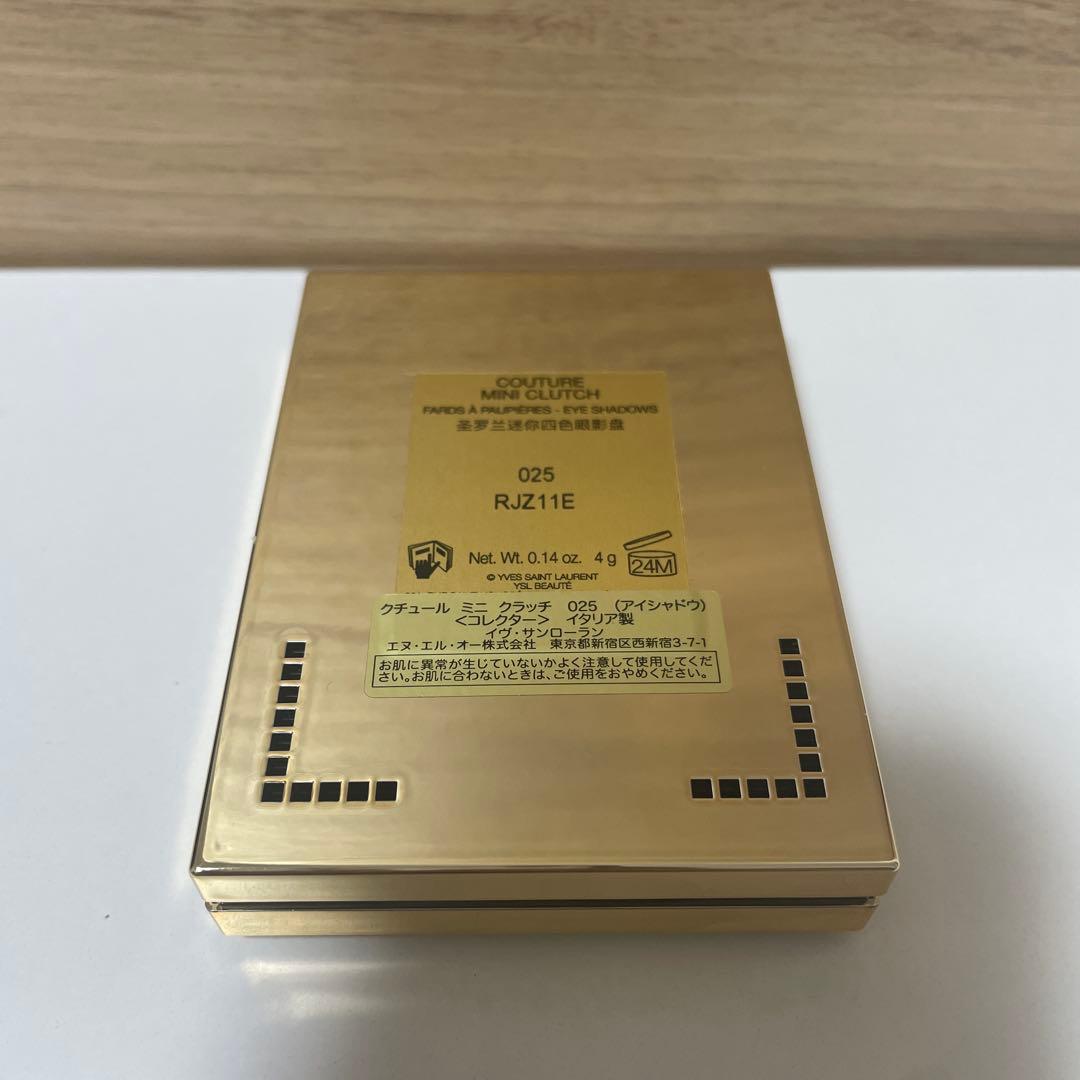 COUTURE
MINI CLUTCH
FARDS À PAUPIÈRES - EYE SHADOWS
圣罗兰迷你四色眼影盘
025
RJZ11E
Net. Wt. 0.14 oz. 4 g
24M
© YVES SAINT LAURENT
YSL BEAUTÉ
クチュール ミニ クラッチ 025 (アイシャドウ)
<コレクター> イタリア製
イヴ・サンローラン
エヌ・エル・オー株式会社 東京都新宿区西新宿3-7-1
お肌に異常が生じていないかよく注意して使用してくだ
さい。お肌に合わないときは、ご使用をおやめください。